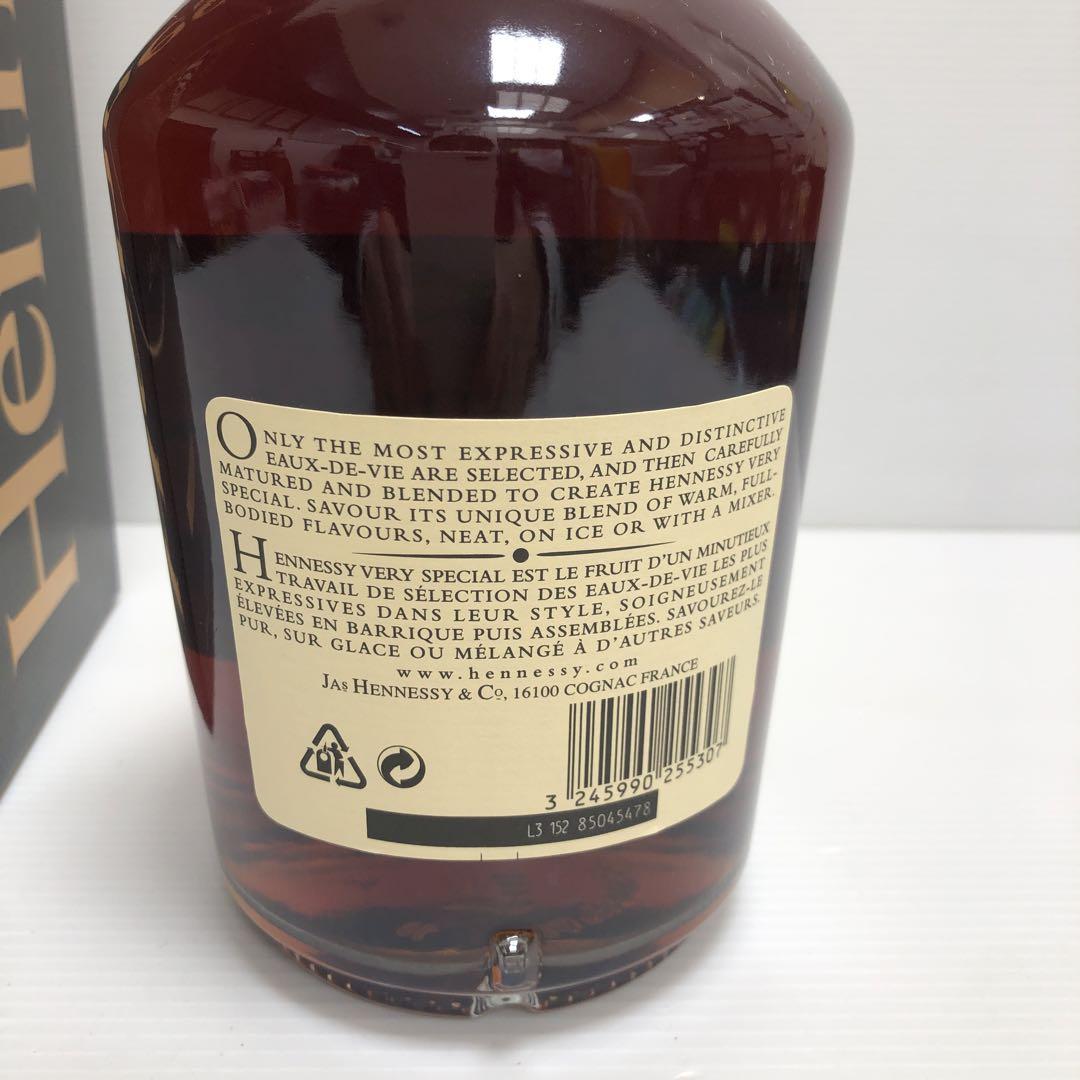 Henn
ONLY THE MOST EXPRESSIVE AND DISTINCTIVE
EAUX-DE-VIE ARE SELECTED, AND THEN CAREFULLY
MATURED AND BLENDED TO CREATE HENNESSY VERY
SPECIAL. SAVOUR ITS UNIQUE BLEND OF WARM, FULL-
BODIED FLAVOURS, NEAT, ON ICE OR WITH A MIXER.
HENNESSY VERY SPECIAL EST LE FRUIT D'UN MINUTIEUX
TRAVAIL DE SÉLECTION DES EAUX-DE-VIE LES PLUS
EXPRESSIVES DANS LEUR STYLE, SOIGNEUSEMENT
ÉLEVÉES EN BARRIQUE PUIS ASSEMBLÉES. SAVOUREZ-LE
PUR, SUR GLACE OU MÉLANGÉ À D'AUTRES SAVEURS.
www.hennessy.com
JAs HENNESSY & Co, 16100 COGNAC FRANCE
3 245990 255307
L3 152 85045478